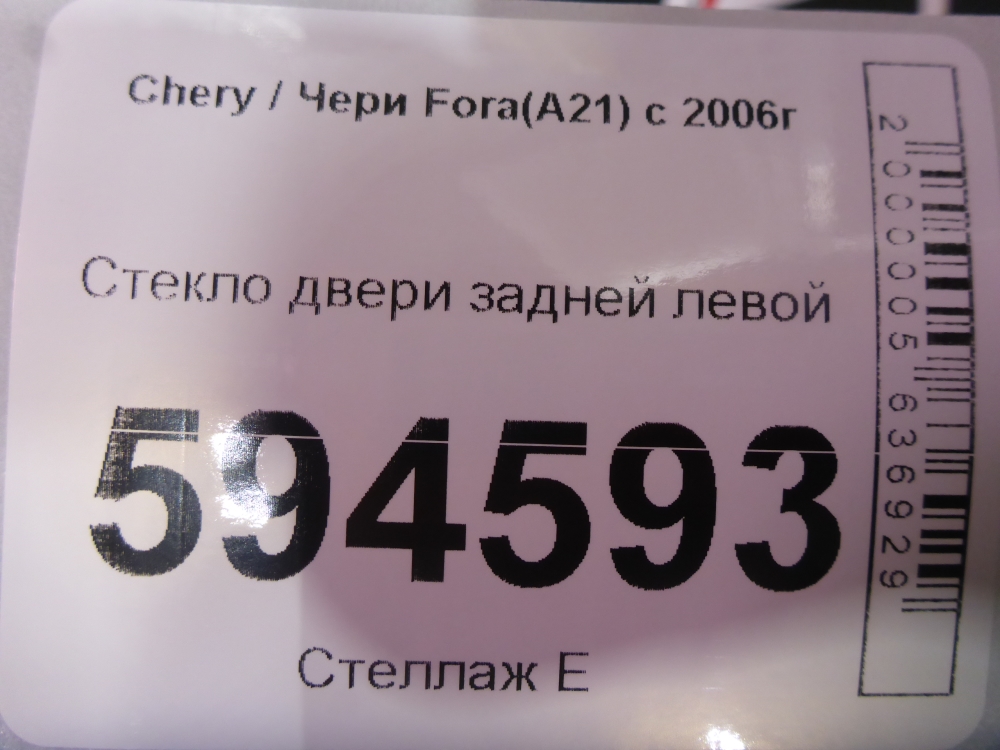 Chery / Чери Fora(A21) с 2006г
Стекло двери задней левой
594593
Стеллаж Е
2000005636929